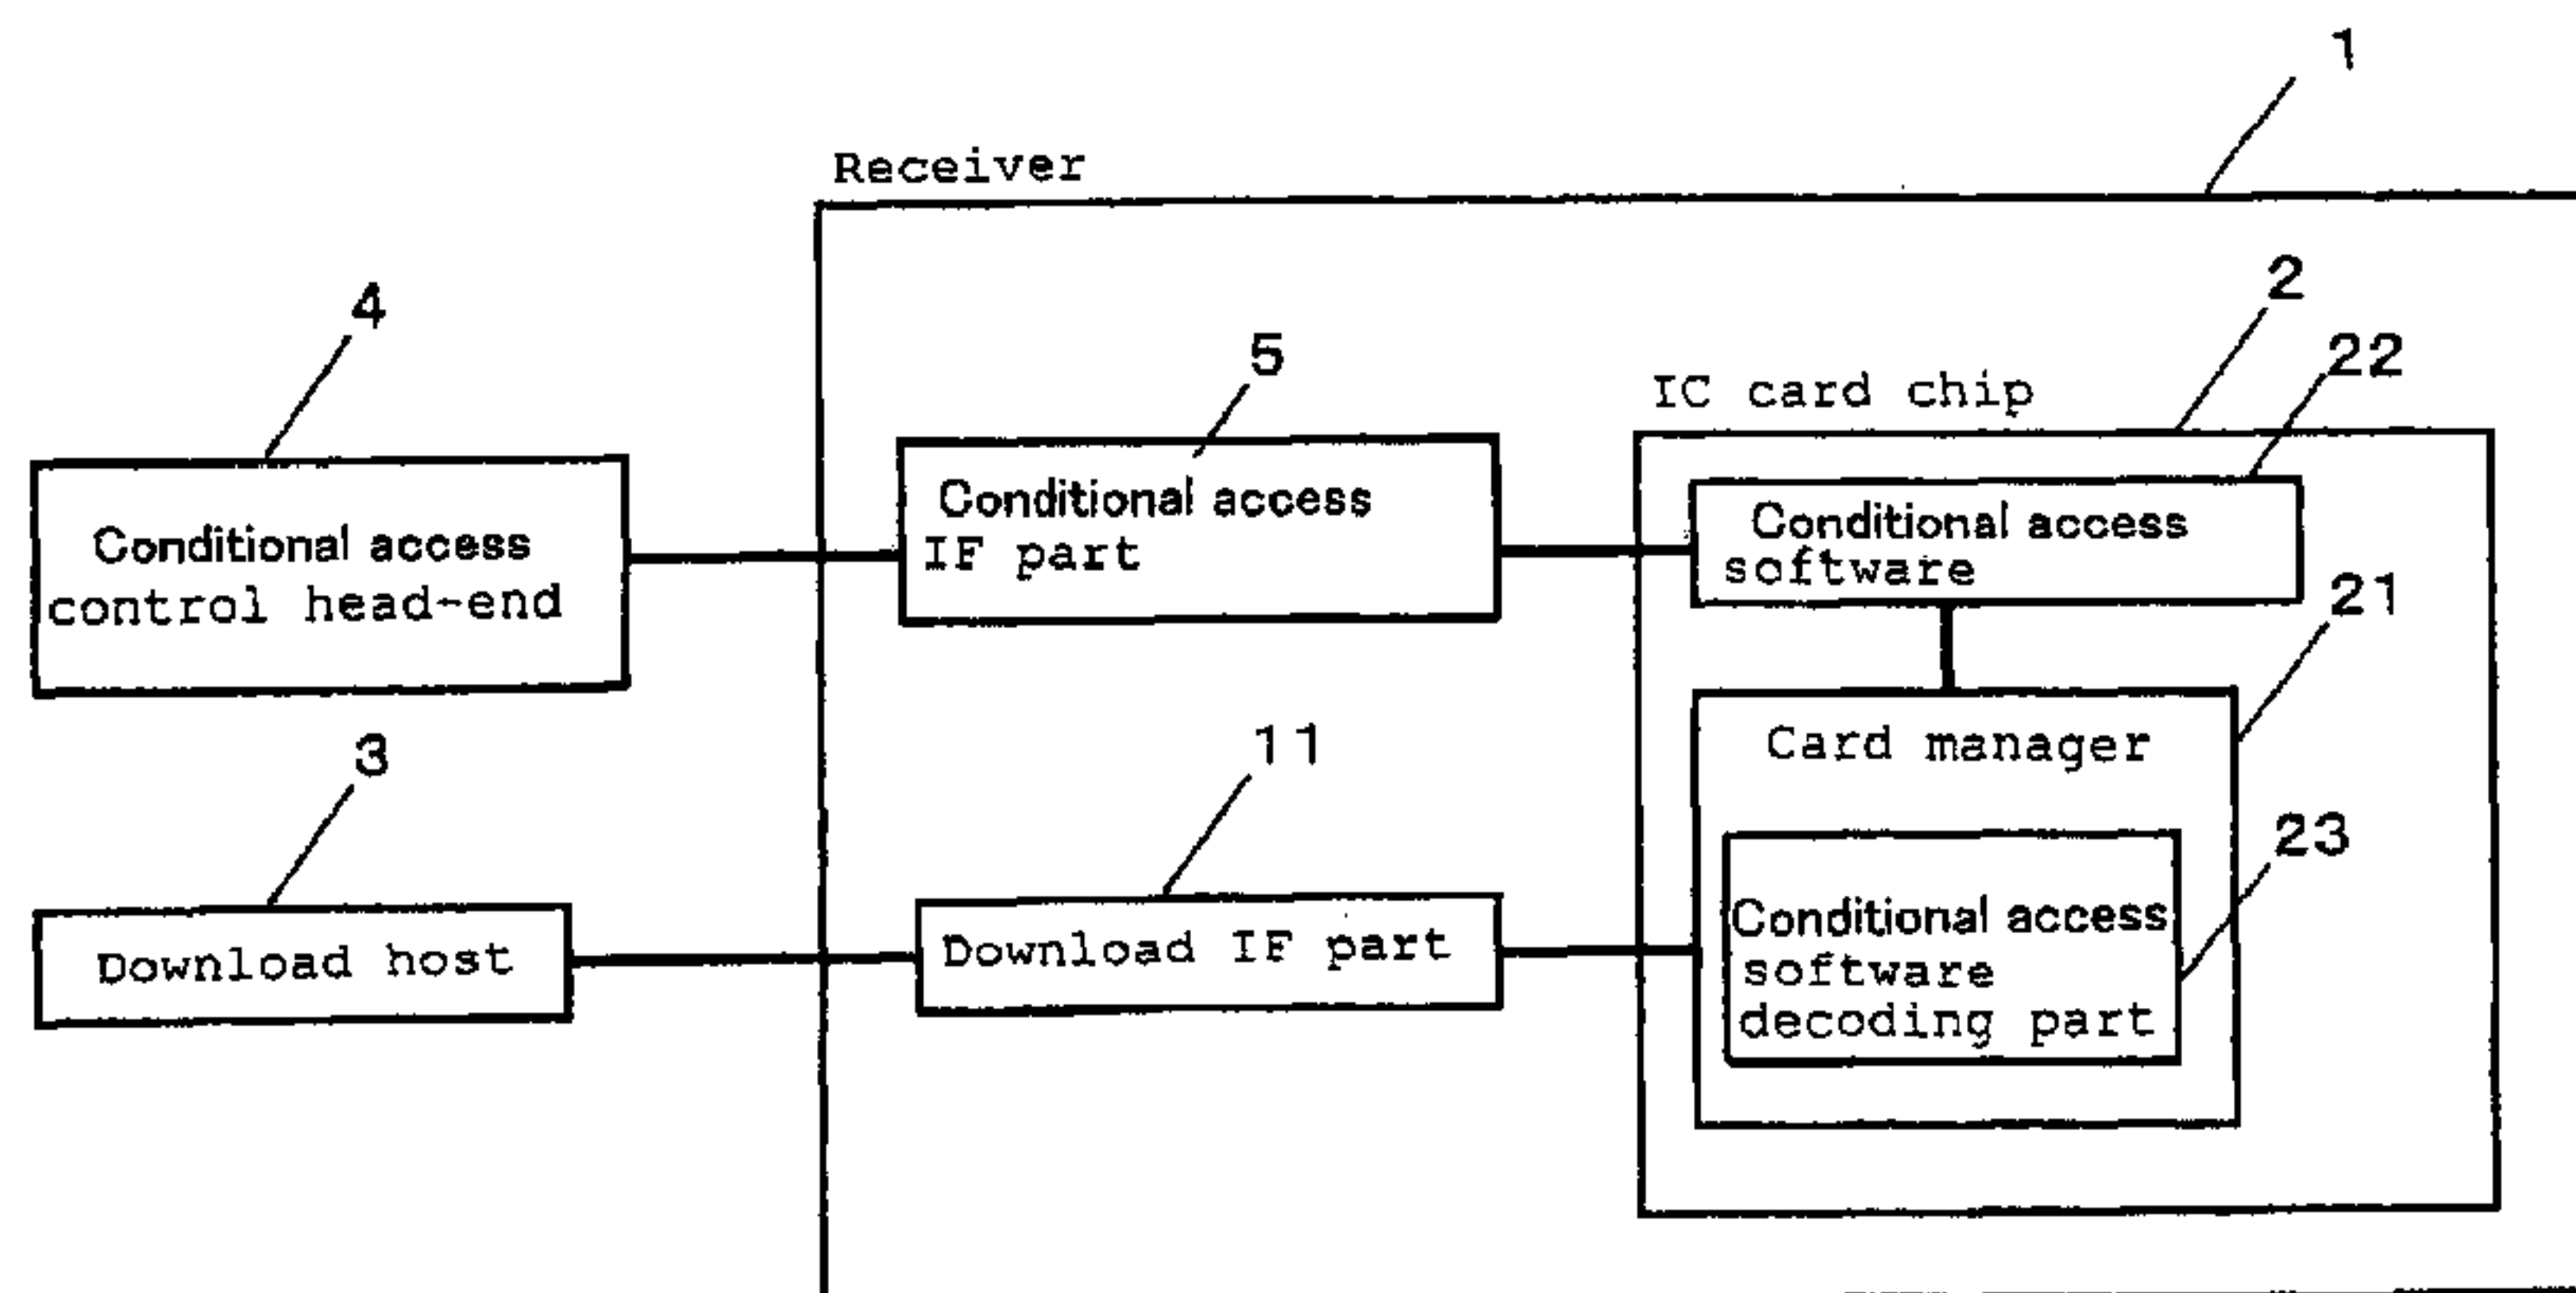 1
Receiver
2
4
5
22
IC card chip
Conditional access
control head-end
Conditional access
IF part
Conditional access
software
21
3
11
Card manager
23
Download host
Download IF part
Conditional access
software
decoding part